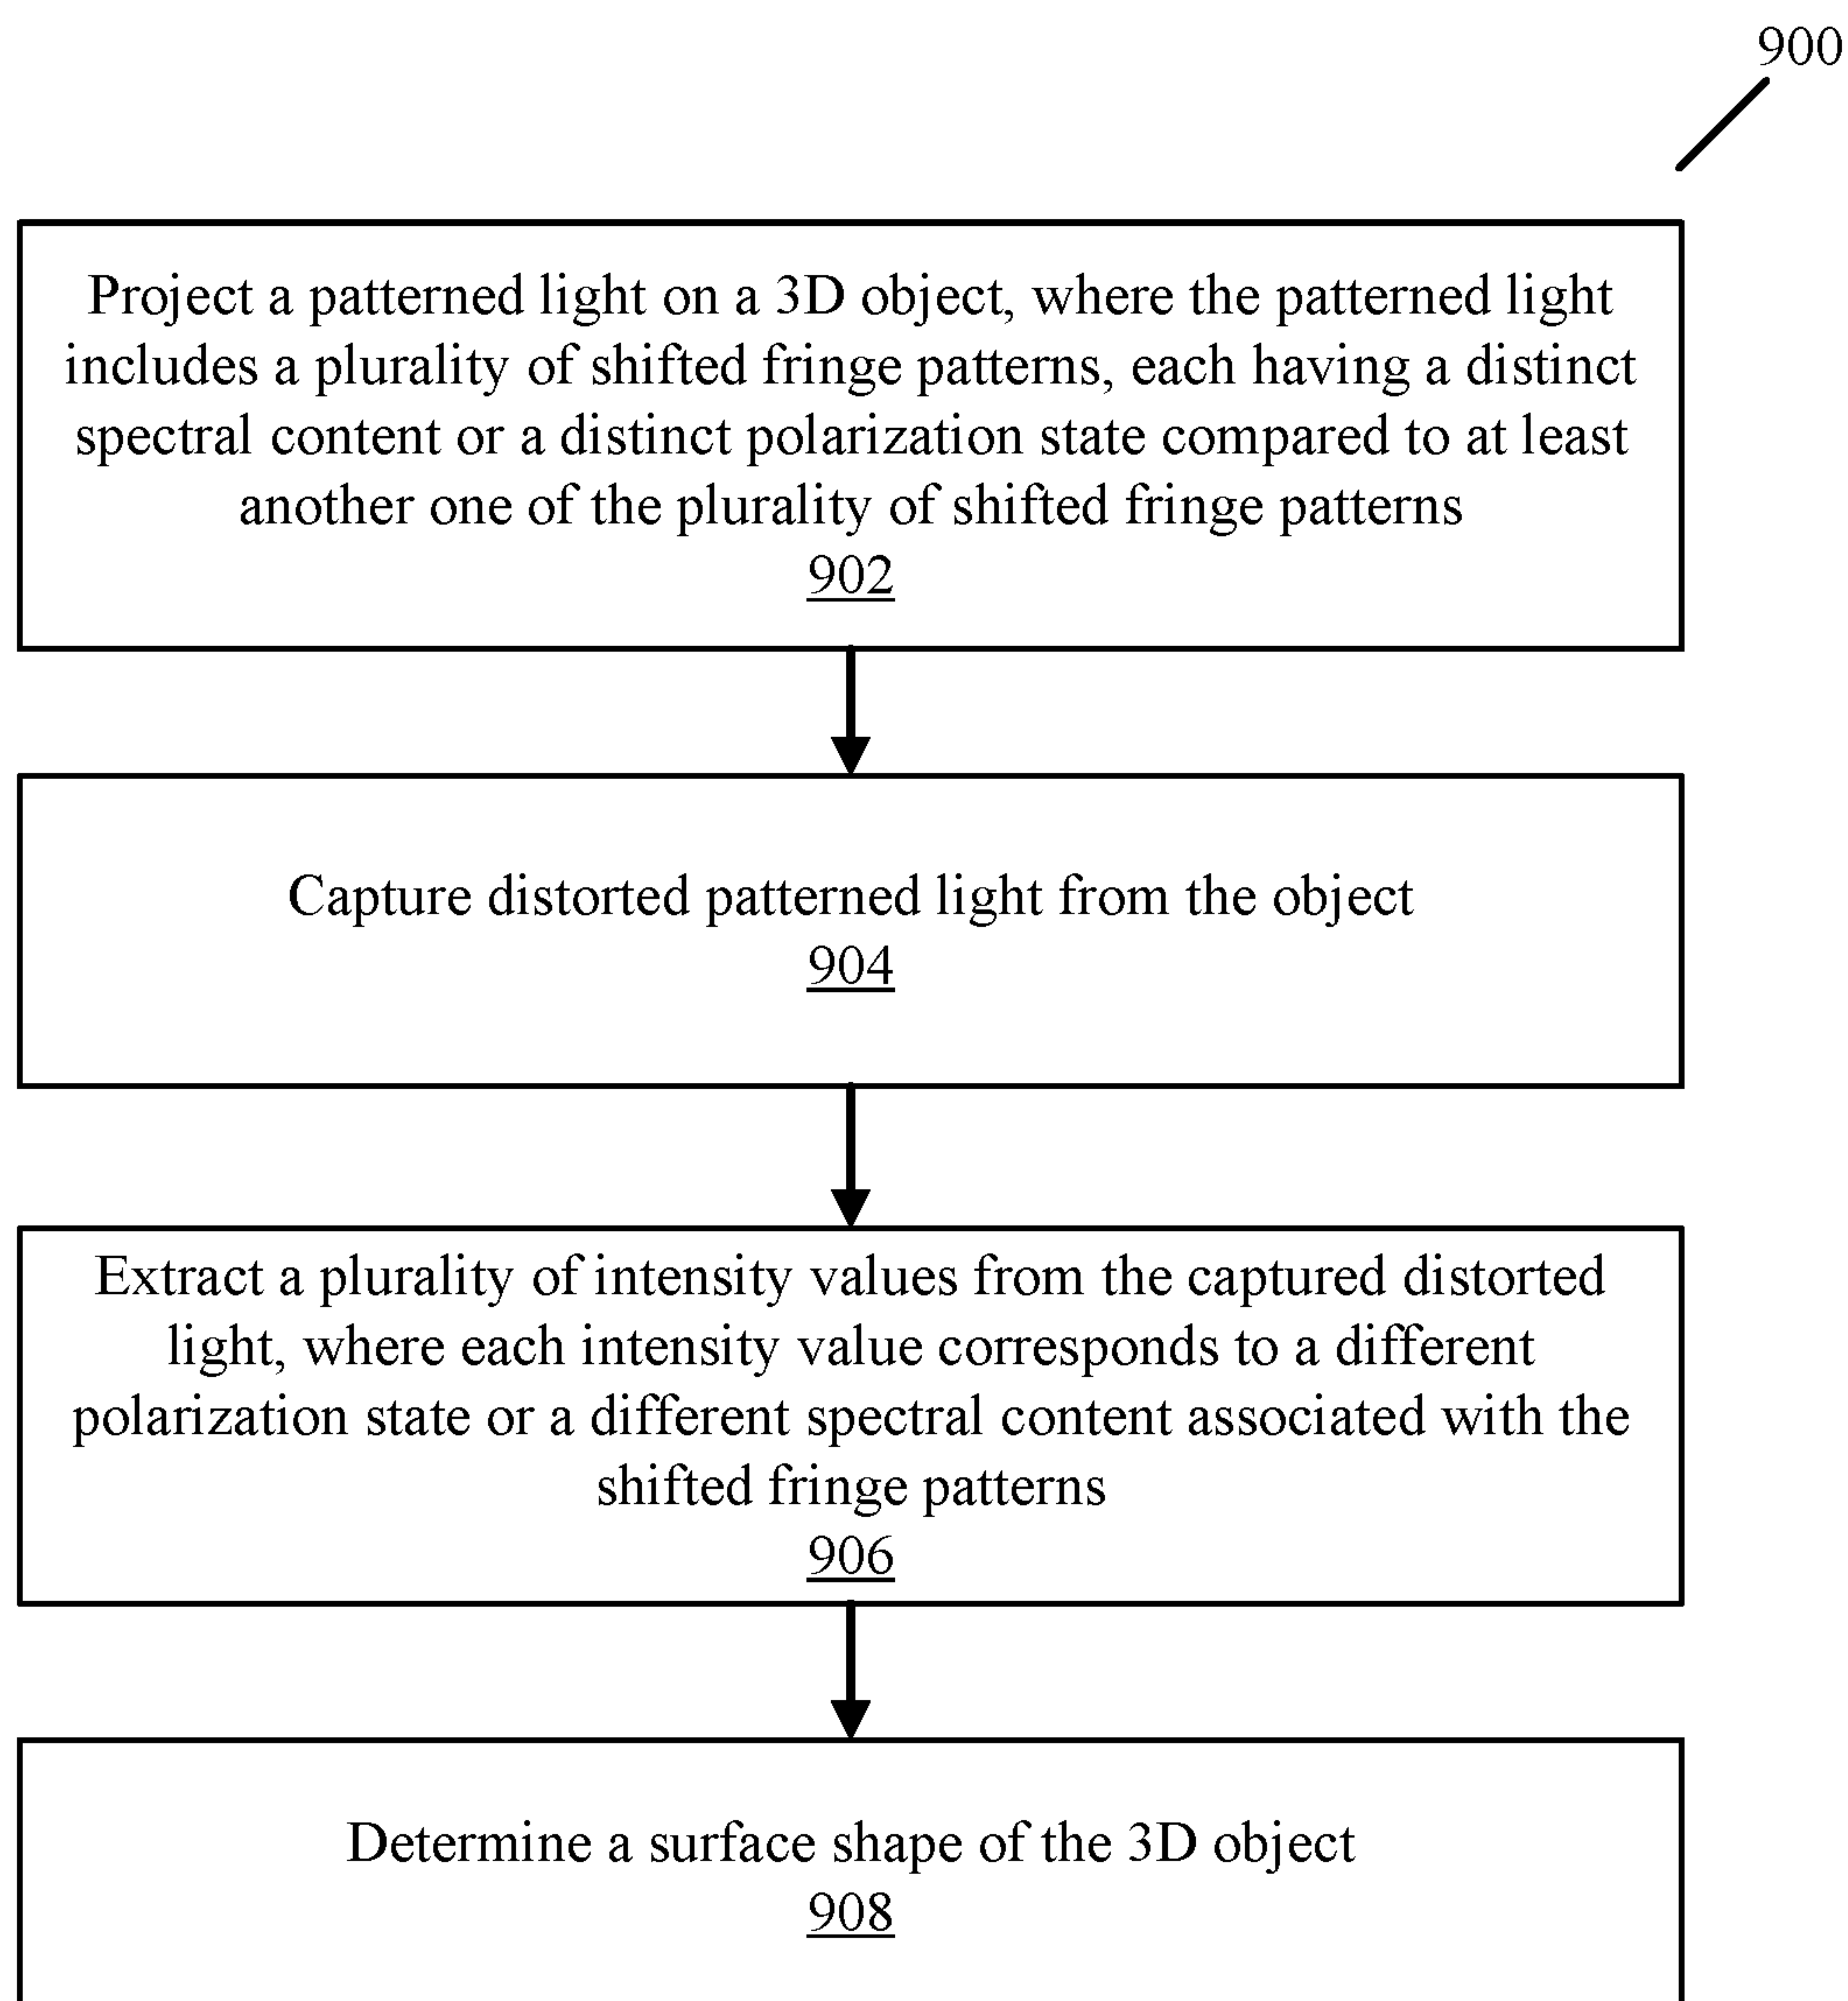 900
Project a patterned light on a 3D object, where the patterned light
includes a plurality of shifted fringe patterns, each having a distinct
spectral content or a distinct polarization state compared to at least
another one of the plurality of shifted fringe patterns
902
Capture distorted patterned light from the object
904
Extract a plurality of intensity values from the captured distorted
light, where each intensity value corresponds to a different
polarization state or a different spectral content associated with the
shifted fringe patterns
906
Determine a surface shape of the 3D object
908